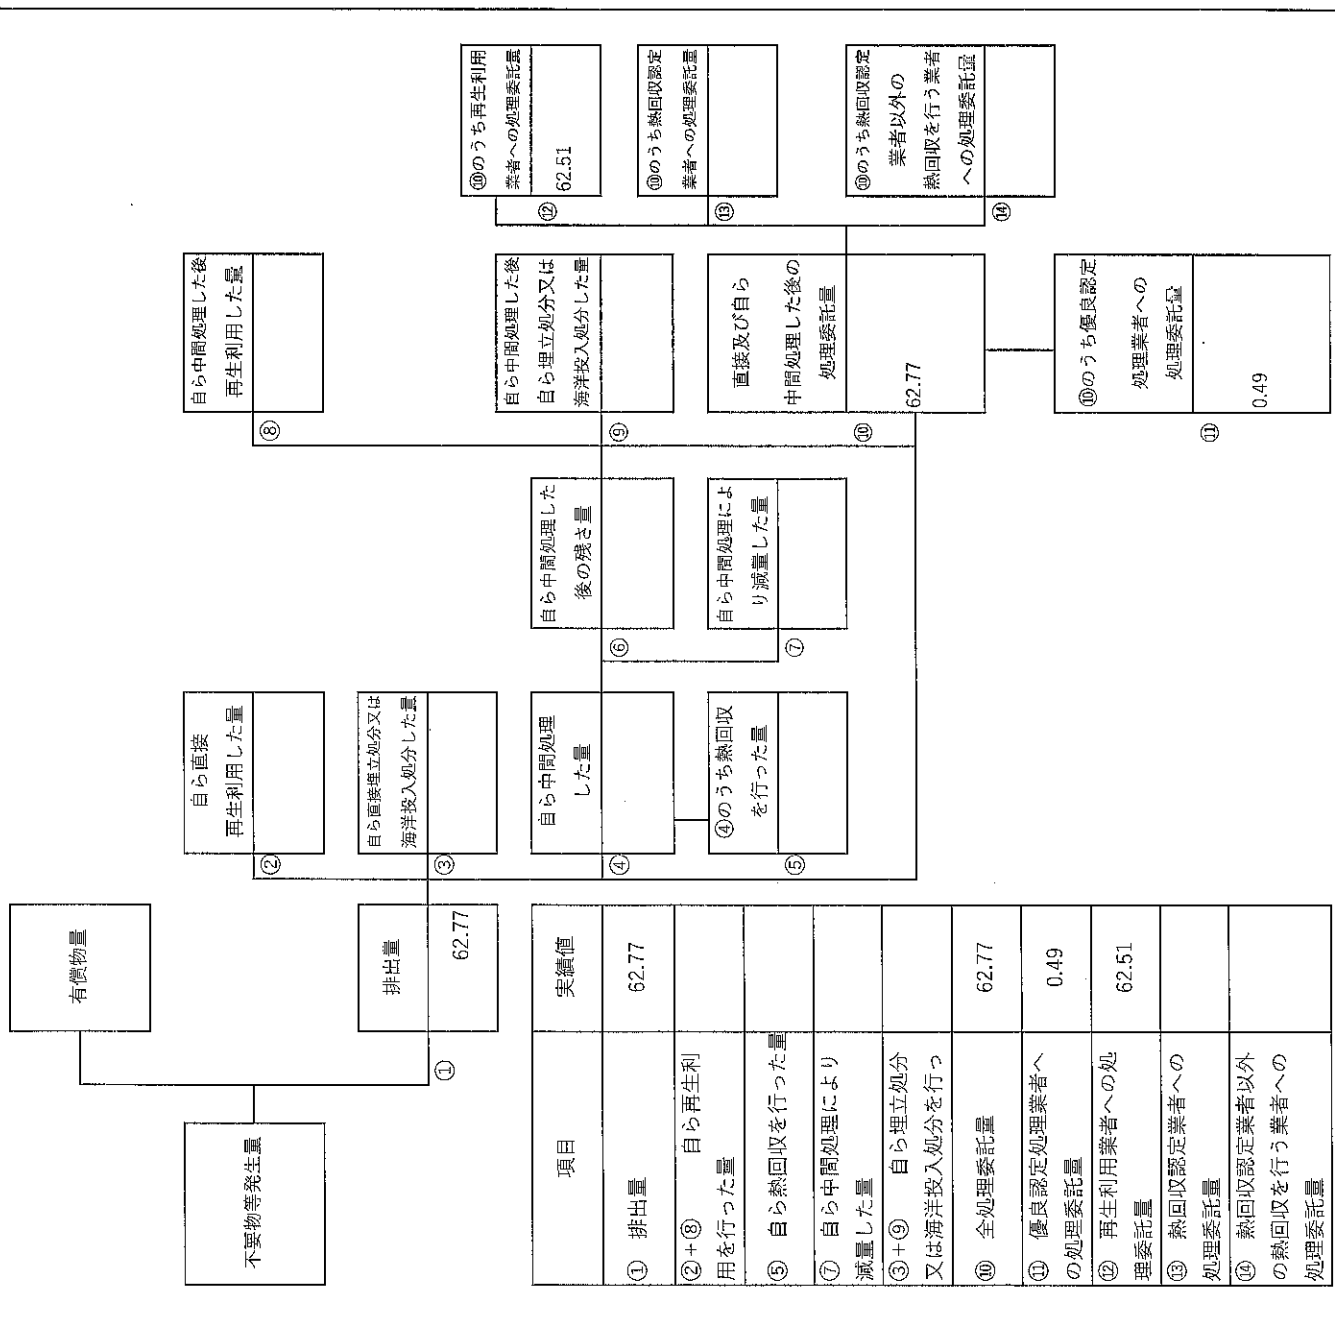 不要物等発生量
有償物量
①
排出量
62.77
②
自ら直接
再生利用した量
③
自ら直接埋立処分又は
海洋投入処分した量
④
自ら中間処理
した量
⑤
④のうち熱回収
を行った量
⑥
自ら中間処理した
後の残さ量
⑦
自ら中間処理によ
り減量した量
⑧
自ら中間処理した後
再生利用した量
⑨
自ら中間処理した後
自ら埋立処分又は
海洋投入処分した量
⑩
直接及び自ら
中間処理した後の
処理委託量
62.77
⑪
⑩のうち優良認定
処理業者への
処理委託量
0.49
⑫
⑩のうち再生利用
業者への処理委託量
62.51
⑬
⑩のうち熱回収認定
業者への処理委託量
⑭
⑩のうち熱回収認定
業者以外の
熱回収を行う業者
への処理委託量
項目 実績値
① 排出量 62.77
②+⑧ 自ら再生利
用を行った量
⑤ 自ら熱回収を行った量
⑦ 自ら中間処理により
減量した量
③+⑨ 自ら埋立処分
又は海洋投入処分を行っ
⑩ 全処理委託量 62.77
⑪ 優良認定処理業者へ
の処理委託量 0.49
⑫ 再生利用業者への処
理委託量 62.51
⑬ 熱回収認定業者への
処理委託量
⑭ 熱回収認定業者以外
の熱回収を行う業者への
処理委託量